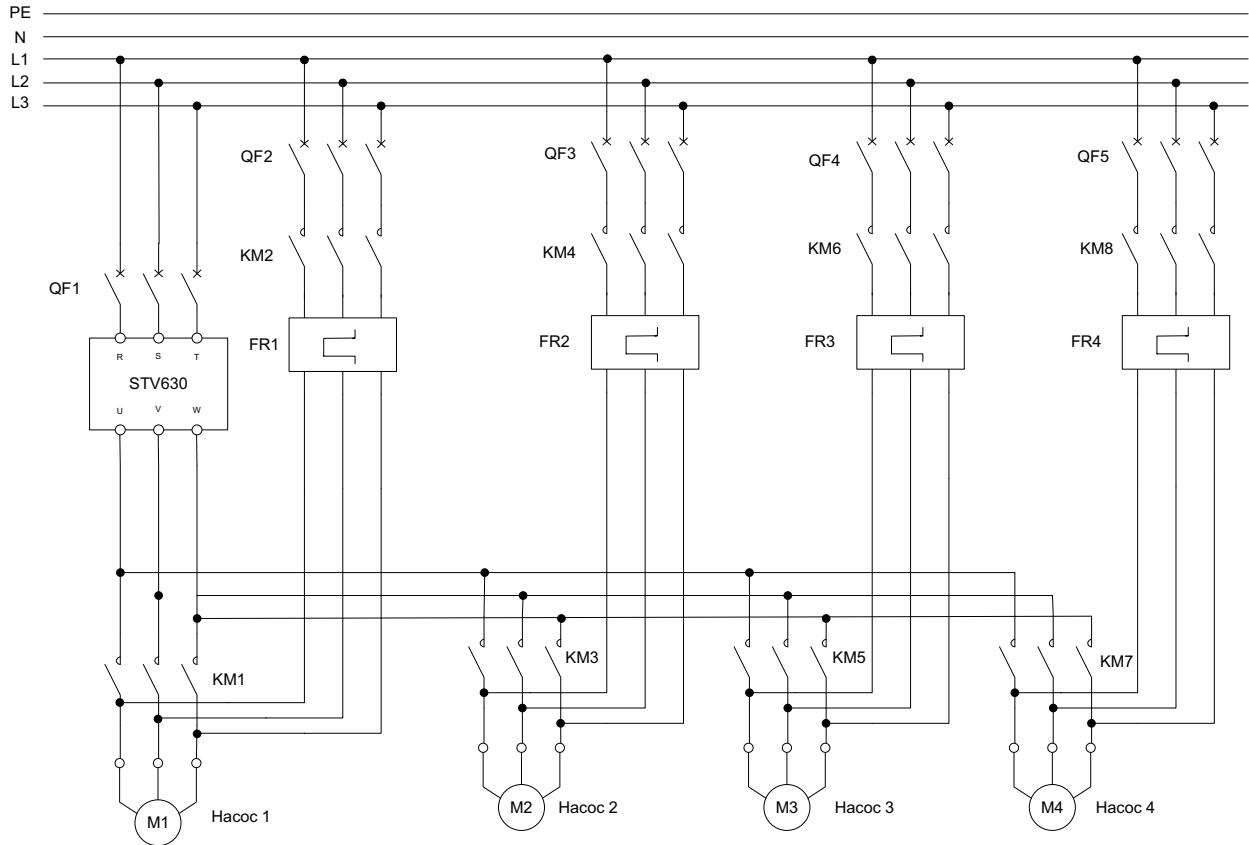 PE
N
L1
L2
L3
QF2
QF3
QF4
QF5
KM2
KM4
KM6
KM8
QF1
FR1
FR2
FR3
FR4
R S T
STV630
U V W
KM1
KM3
KM5
KM7
M1 Насос 1
M2 Насос 2
M3 Насос 3
M4 Насос 4